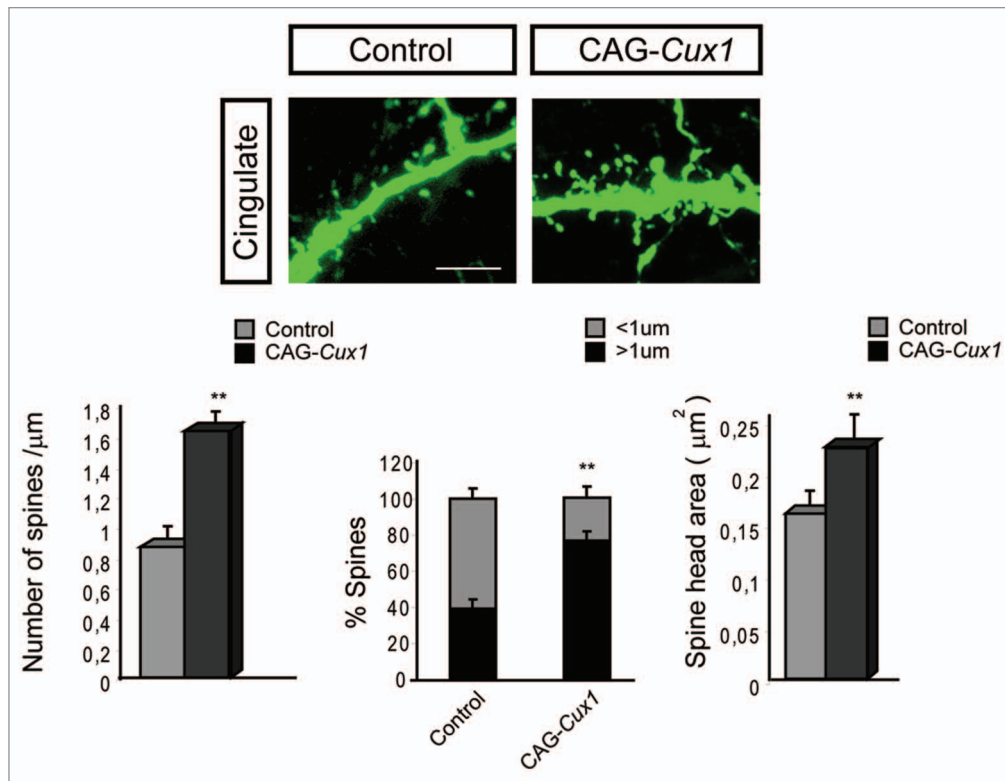 Control
CAG-Cux1
Cingulate
Control
CAG-Cux1
<1um
>1um
Control
CAG-Cux1
Number of spines /μm
1,8
1,6
1,4
1,2
1
0,8
0,6
0,4
0,2
0
**
% Spines
120
100
80
60
40
20
0
**
Control
CAG-Cux1
Spine head area ( μm²)
0,25
0,2
0,15
0,1
0,05
0
**